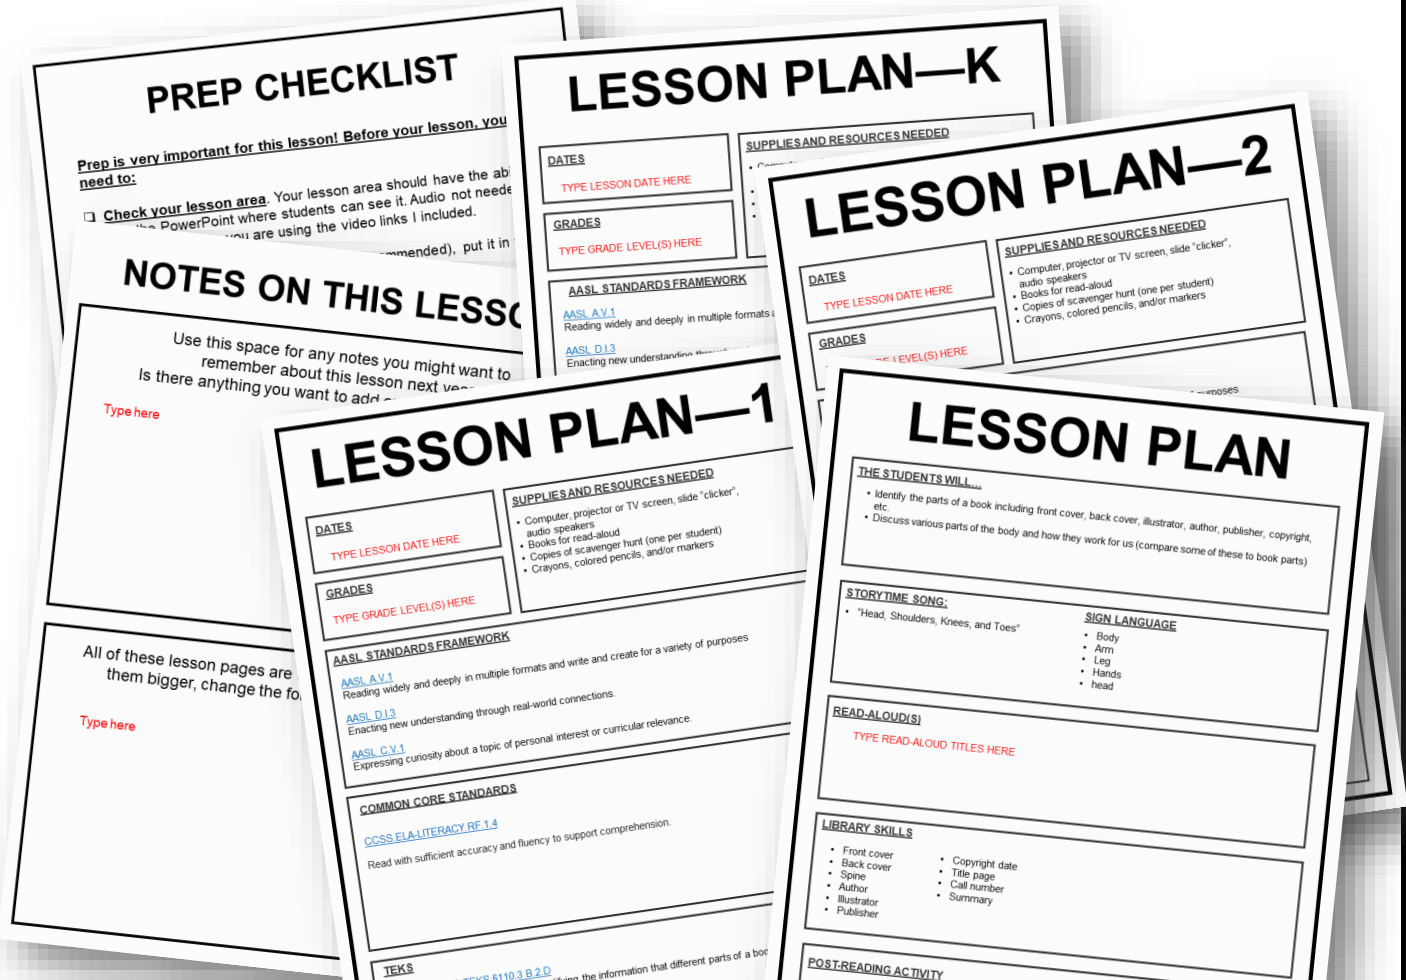 PREP CHECKLIST
Prep is very important for this lesson! Before your lesson, you
need to:
❏ Check your lesson area. Your lesson area should have the
PowerPoint where students can see it. Audio not
you are using the video links I included.
put it in
NOTES ON THIS
Use this space for any notes you might want to
remember about this lesson next
Is there anything you want to add
Type here
All of these lesson pages are
them bigger, change the
Type here
LESSON PLAN—K
DATES
TYPE LESSON DATE HERE
GRADES
TYPE GRADE LEVEL(S) HERE
SUPPLIES AND RESOURCES NEEDED
AASL STANDARDS FRAMEWORK
AASL A.V.1
Reading widely and deeply in multiple formats
AASL D.I.3
Enacting new understanding
LESSON PLAN—2
DATES
TYPE LESSON DATE HERE
GRADES
LEVEL(S) HERE
SUPPLIES AND RESOURCES NEEDED
• Computer, projector or TV screen, slide “clicker”,
audio speakers
• Books for read-aloud
• Copies of scavenger hunt (one per student)
• Crayons, colored pencils, and/or markers
purposes
LESSON PLAN—1
DATES
TYPE LESSON DATE HERE
GRADES
TYPE GRADE LEVEL(S) HERE
SUPPLIES AND RESOURCES NEEDED
• Computer, projector or TV screen, slide “clicker”,
audio speakers
• Books for read-aloud
• Copies of scavenger hunt (one per student)
• Crayons, colored pencils, and/or markers
AASL STANDARDS FRAMEWORK
AASL A.V.1
Reading widely and deeply in multiple formats and write and create for a variety of purposes
AASL D.I.3
Enacting new understanding through real-world connections.
AASL C.V.1
Expressing curiosity about a topic of personal interest or curricular relevance.
COMMON CORE STANDARDS
CCSS.ELA-LITERACY.RF.1.4
Read with sufficient accuracy and fluency to support comprehension.
TEKS
TEKS §110.3 B.2.D
the information that different parts of a
LESSON PLAN
THE STUDENTS WILL...
• Identify the parts of a book including front cover, back cover, illustrator, author, publisher, copyright,
etc.
• Discuss various parts of the body and how they work for us (compare some of these to book parts)
STORYTIME SONG:
• “Head, Shoulders, Knees, and Toes”
SIGN LANGUAGE
• Body
• Arm
• Leg
• Hands
• head
READ-ALOUD(S)
TYPE READ-ALOUD TITLES HERE
LIBRARY SKILLS
• Front cover
• Back cover
• Spine
• Author
• Illustrator
• Publisher
• Copyright date
• Title page
• Call number
• Summary
POST-READING ACTIVITY